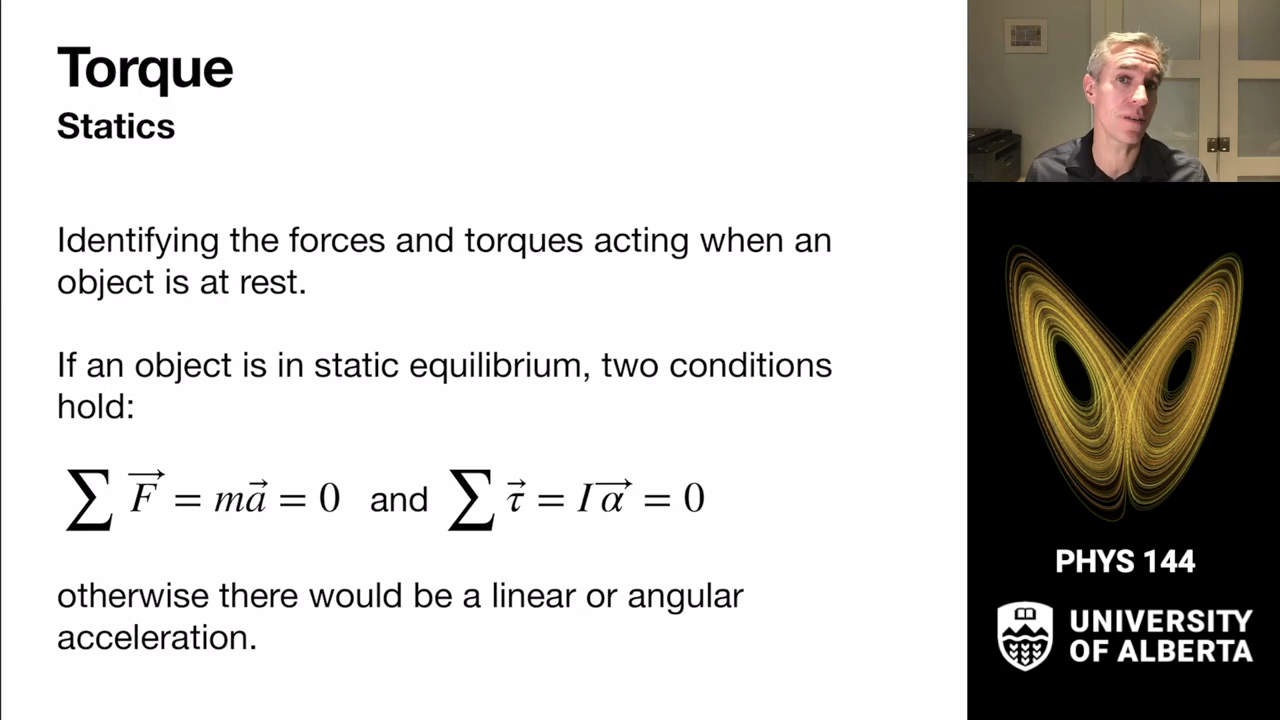 Torque
Statics
Identifying the forces and torques acting when an
object is at rest.
If an object is in static equilibrium, two conditions
hold:
∑ F⃗ = ma⃗ = 0 and ∑ τ⃗ = Iα⃗ = 0
otherwise there would be a linear or angular
acceleration.
PHYS 144
UNIVERSITY
OF ALBERTA